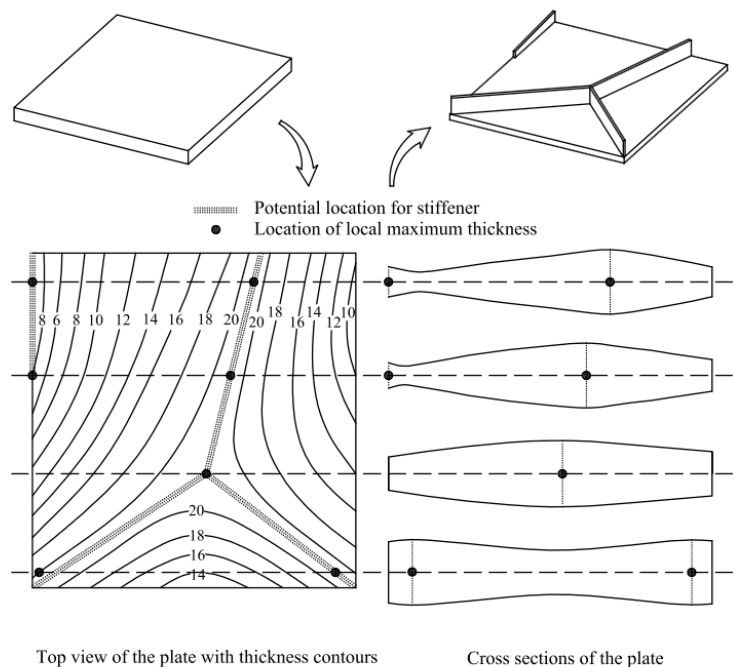 Potential location for stiffener
Location of local maximum thickness
8 6 8 10 12 14 16 18 20 20 18 16 14 12 10
20
18
16
14
Top view of the plate with thickness contours
Cross sections of the plate